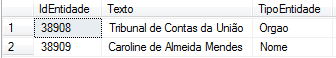 IdEntidade Texto TipoEntidade
1 38908 Tribunal de Contas da União Orgao
2 38909 Caroline de Almeida Mendes Nome